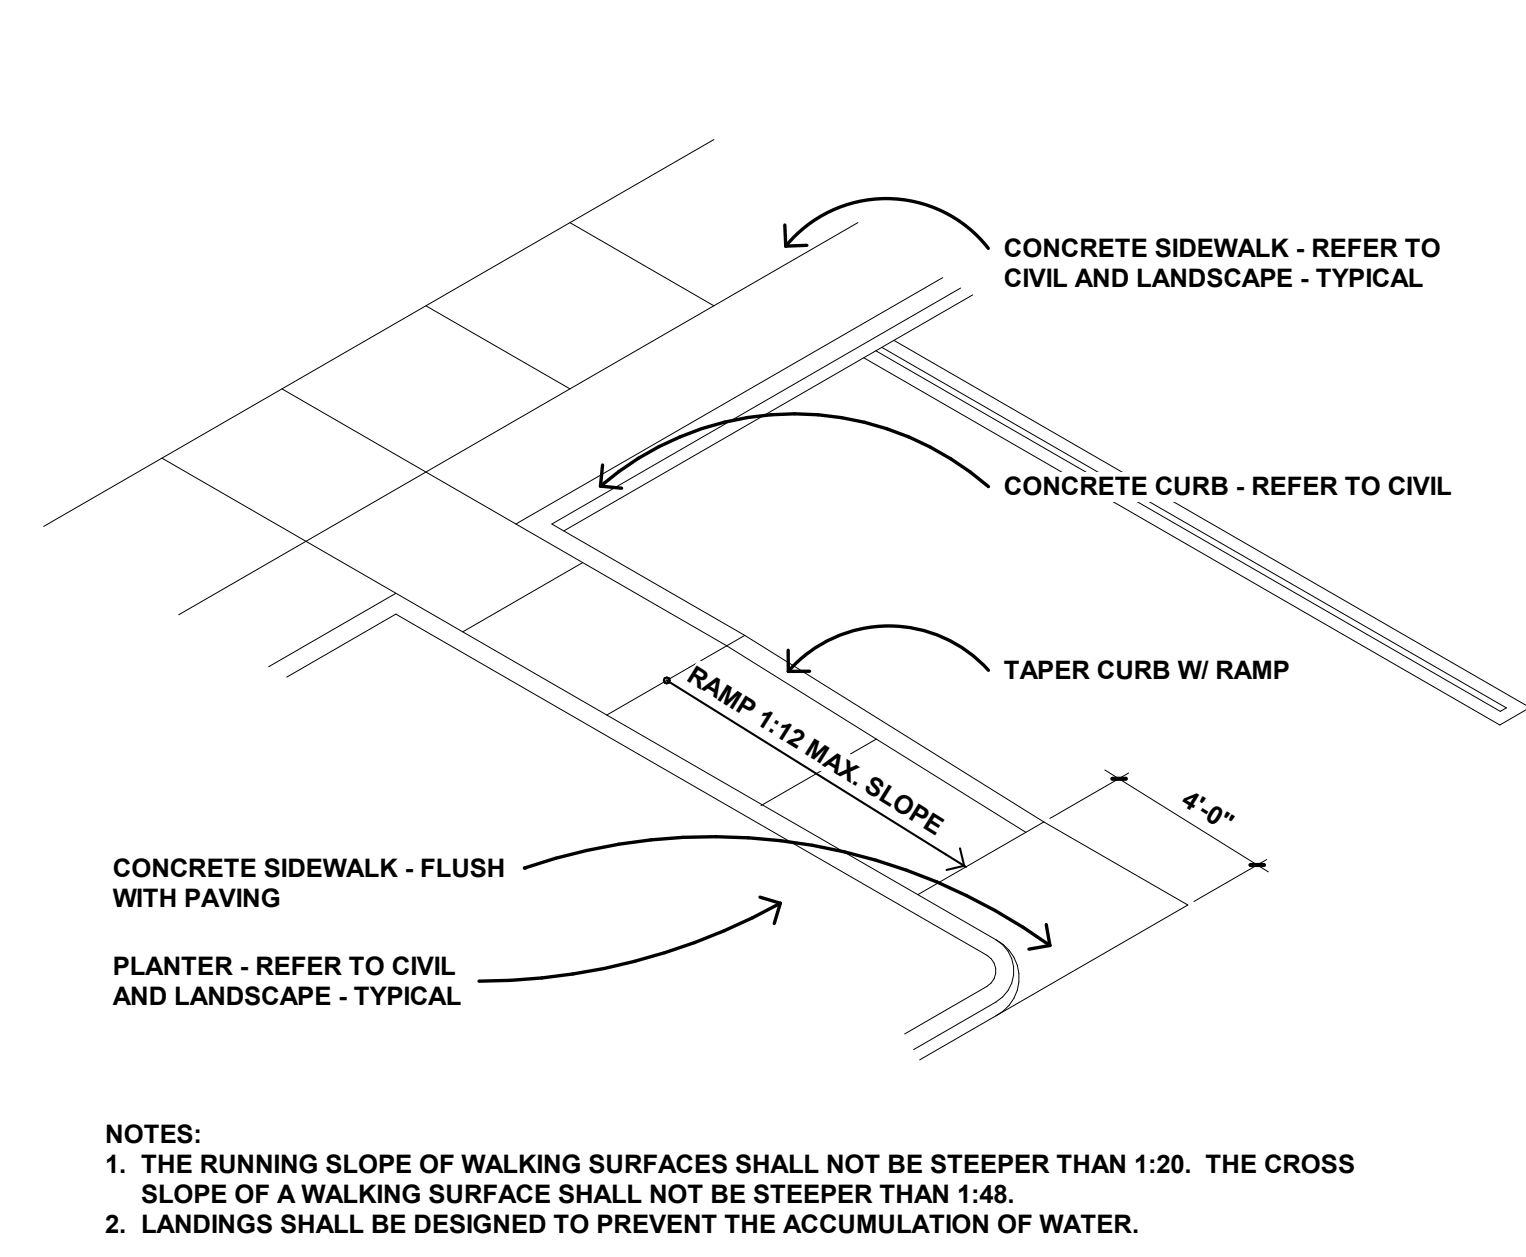 CONCRETE SIDEWALK - REFER TO
CIVIL AND LANDSCAPE - TYPICAL
CONCRETE CURB - REFER TO CIVIL
TAPER CURB W/ RAMP
RAMP 1:12 MAX. SLOPE
4'-0"
CONCRETE SIDEWALK - FLUSH
WITH PAVING
PLANTER - REFER TO CIVIL
AND LANDSCAPE - TYPICAL
NOTES:
1. THE RUNNING SLOPE OF WALKING SURFACES SHALL NOT BE STEEPER THAN 1:20. THE CROSS
SLOPE OF A WALKING SURFACE SHALL NOT BE STEEPER THAN 1:48.
2. LANDINGS SHALL BE DESIGNED TO PREVENT THE ACCUMULATION OF WATER.